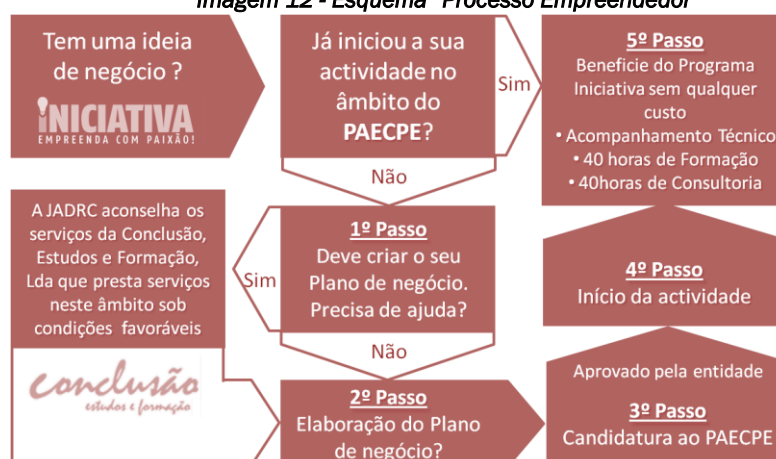 Imagem 12 - Esquema "Processo Empreendedor"
Tem uma ideia
de negócio ?
INICIATIVA
EMPREENDA COM PAIXÃO!
Já iniciou a sua
actividade no
âmbito do
PAECPE?
Sim
Não
5º Passo
Beneficie do Programa
Iniciativa sem qualquer
custo
• Acompanhamento Técnico
• 40 horas de Formação
• 40horas de Consultoria
A JADRC aconselha os
serviços da Conclusão,
Estudos e Formação,
Lda que presta serviços
neste âmbito sob
condições favoráveis
conclusão
estudos e formação
Sim
1º Passo
Deve criar o seu
Plano de negócio.
Precisa de ajuda?
Não
2º Passo
Elaboração do Plano
de negócio?
4º Passo
Início da actividade
Aprovado pela entidade
3º Passo
Candidatura ao PAECPE